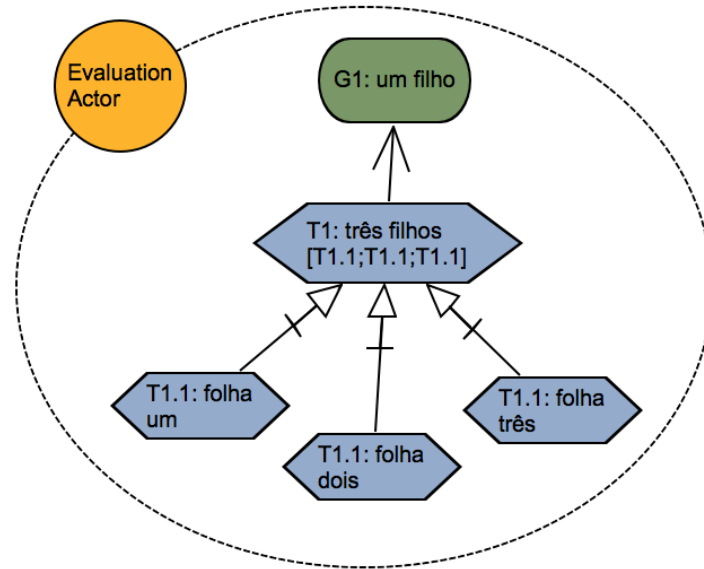 Evaluation
Actor
G1: um filho
T1: três filhos
[T1.1;T1.1;T1.1]
T1.1: folha
um
T1.1: folha
dois
T1.1: folha
três